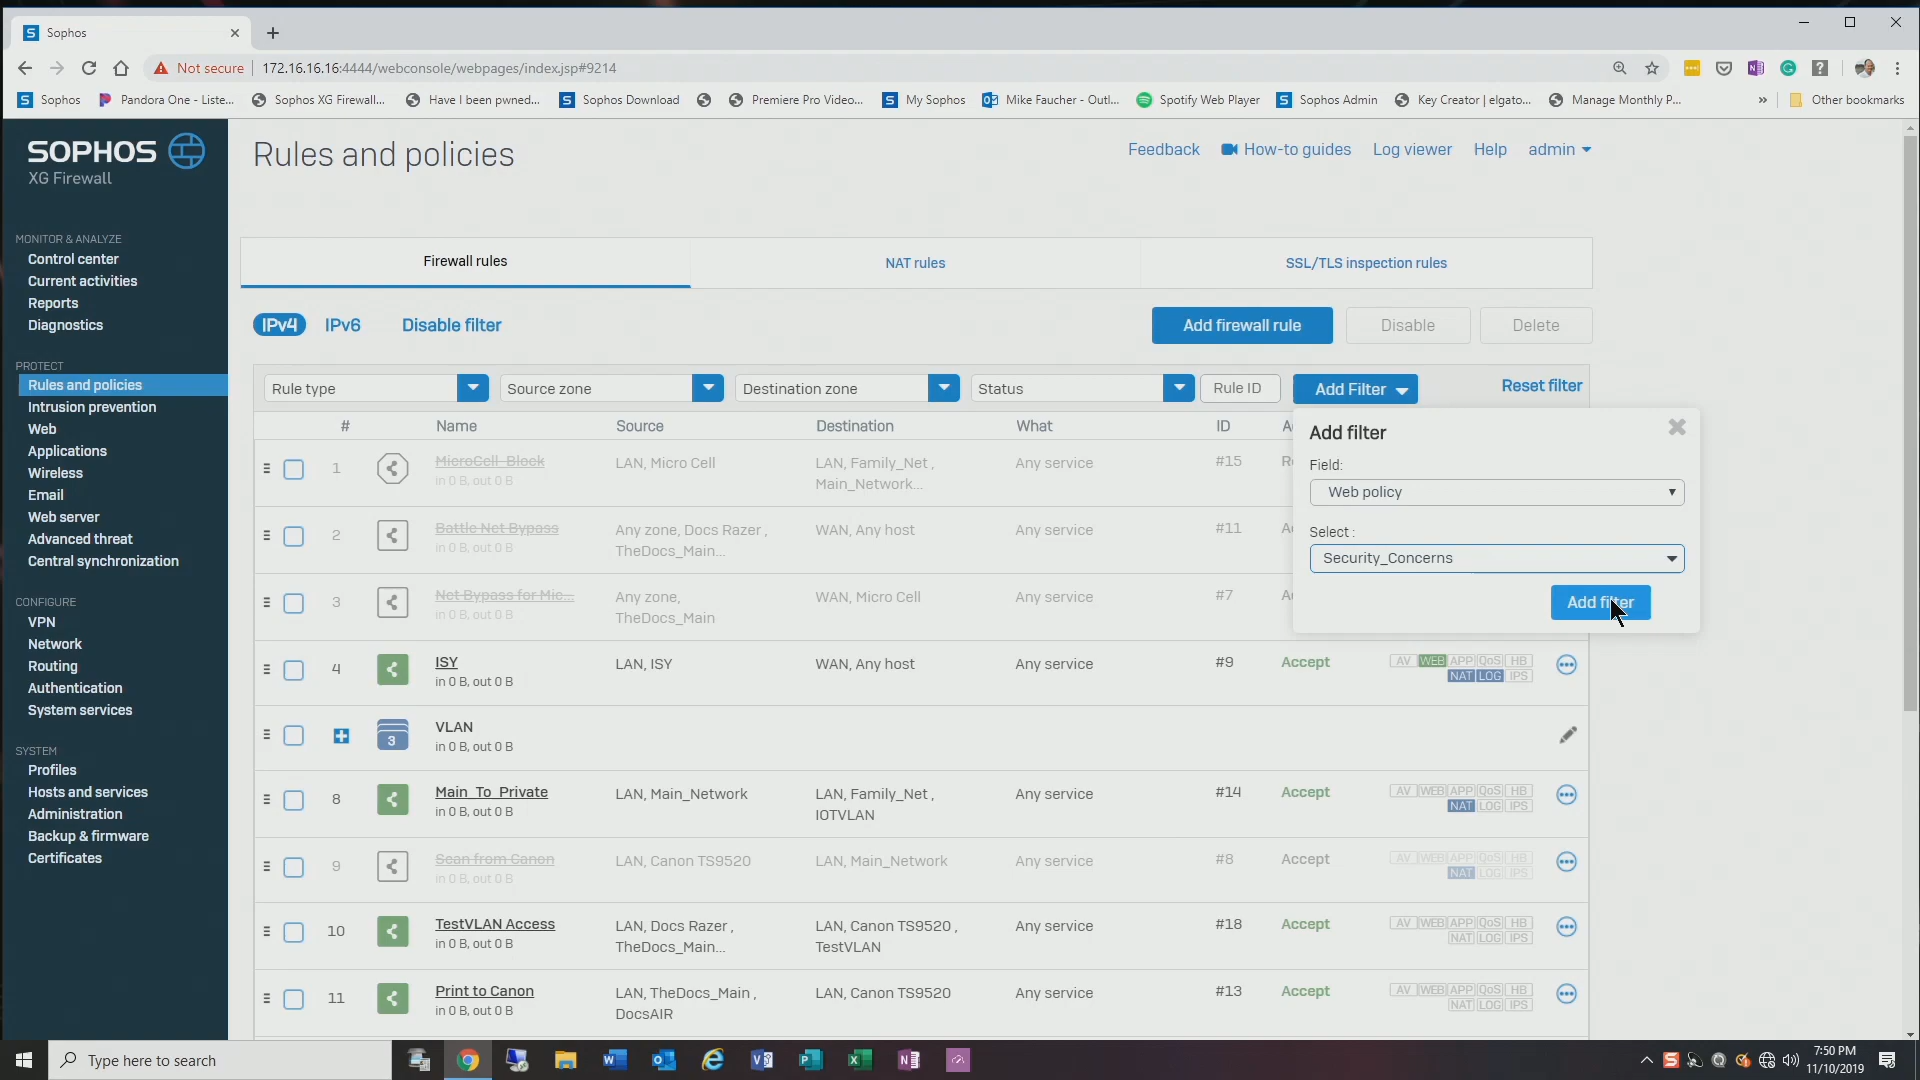 Sophos
Not secure
172.16.16.16:4444/webconsole/webpages/index.jsp#9214
Sophos
Pandora One - Liste...
Sophos XG Firewall...
Have I been pwned...
Sophos Download
Premiere Pro Video...
My Sophos
Mike Faucher - Outl...
Spotify Web Player
Sophos Admin
Key Creator | elgato...
Manage Monthly P...
»
Other bookmarks
SOPHOS
XG Firewall
MONITOR & ANALYZE
Control center
Current activities
Reports
Diagnostics
PROTECT
Rules and policies
Intrusion prevention
Web
Applications
Wireless
Email
Web server
Advanced threat
Central synchronization
CONFIGURE
VPN
Network
Routing
Authentication
System services
SYSTEM
Profiles
Hosts and services
Administration
Backup & firmware
Certificates
Rules and policies
Feedback
How-to guides
Log viewer
Help
admin
Firewall rules
NAT rules
SSL/TLS inspection rules
IPv4
IPv6
Disable filter
Add firewall rule
Disable
Delete
Rule type
Source zone
Destination zone
Status
Rule ID
Add Filter
Reset filter
# Name Source Destination What ID
Add filter
Field:
Web policy
Select :
Security_Concerns
Add filter
1 MicroCell_Block LAN, Micro Cell LAN, Family_Net , Any service #15
in 0 B, out 0 B Main_Network...
2 Battle Net Bypass Any zone, Docs Razer , WAN, Any host Any service #11
in 0 B, out 0 B TheDocs_Main...
3 Net Bypass for Mic... Any zone, WAN, Micro Cell Any service #7
in 0 B, out 0 B TheDocs_Main
4 ISY LAN, ISY WAN, Any host Any service #9 Accept AV WEB APP QoS HB
in 0 B, out 0 B NAT LOG IPS
3 VLAN
in 0 B, out 0 B
8 Main_To_Private LAN, Main_Network LAN, Family_Net , Any service #14 Accept AV WEB APP QoS HB
in 0 B, out 0 B IOTVLAN NAT LOG IPS
9 Scan from Canon LAN, Canon TS9520 LAN, Main_Network Any service #8 Accept AV WEB APP QoS HB
in 0 B, out 0 B NAT LOG IPS
10 TestVLAN Access LAN, Docs Razer , LAN, Canon TS9520 , Any service #18 Accept AV WEB APP QoS HB
in 0 B, out 0 B TheDocs_Main... TestVLAN NAT LOG IPS
11 Print to Canon LAN, TheDocs_Main , LAN, Canon TS9520 Any service #13 Accept AV WEB APP QoS HB
in 0 B, out 0 B DocsAIR NAT LOG IPS
Type here to search
7:50 PM
11/10/2019